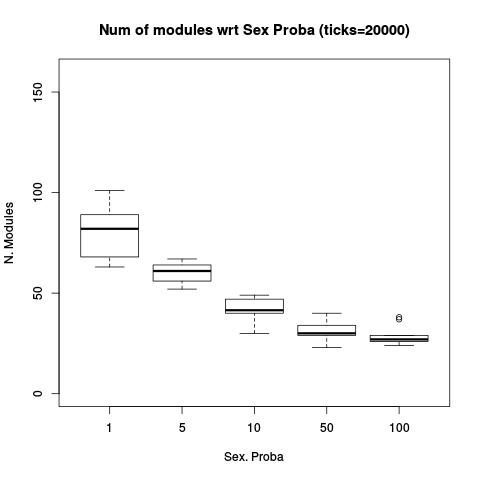 Num of modules wrt Sex Proba (ticks=20000)
N. Modules
150
100
50
0
1 5 10 50 100
Sex. Proba